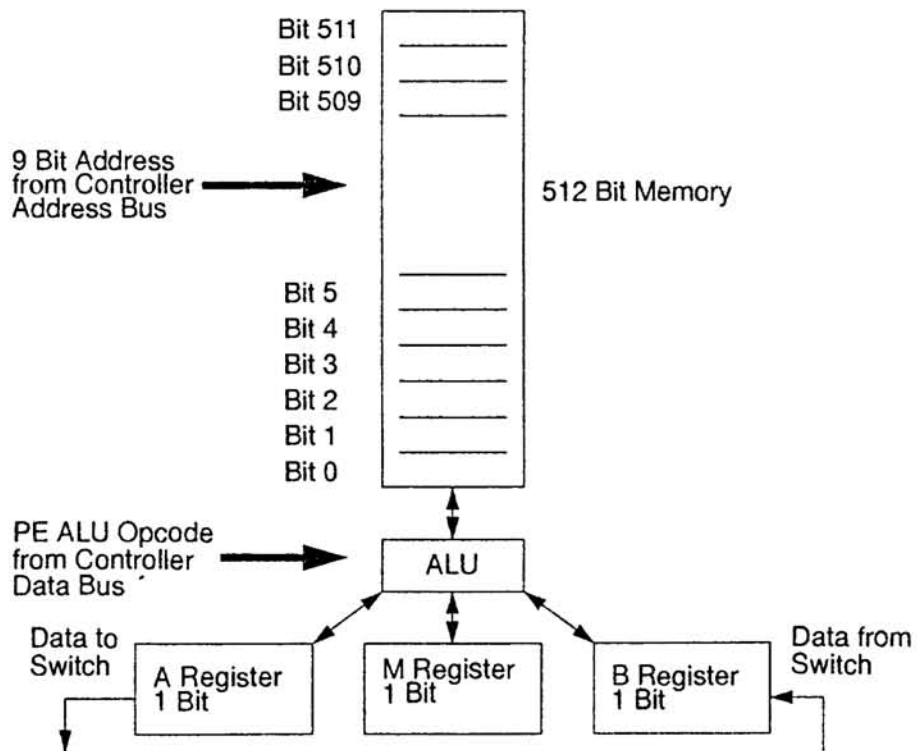 Bit 511
Bit 510
Bit 509
9 Bit Address
from Controller
Address Bus
512 Bit Memory
Bit 5
Bit 4
Bit 3
Bit 2
Bit 1
Bit 0
PE ALU Opcode
from Controller
Data Bus
ALU
Data to
Switch
A Register
1 Bit
M Register
1 Bit
B Register
1 Bit
Data from
Switch